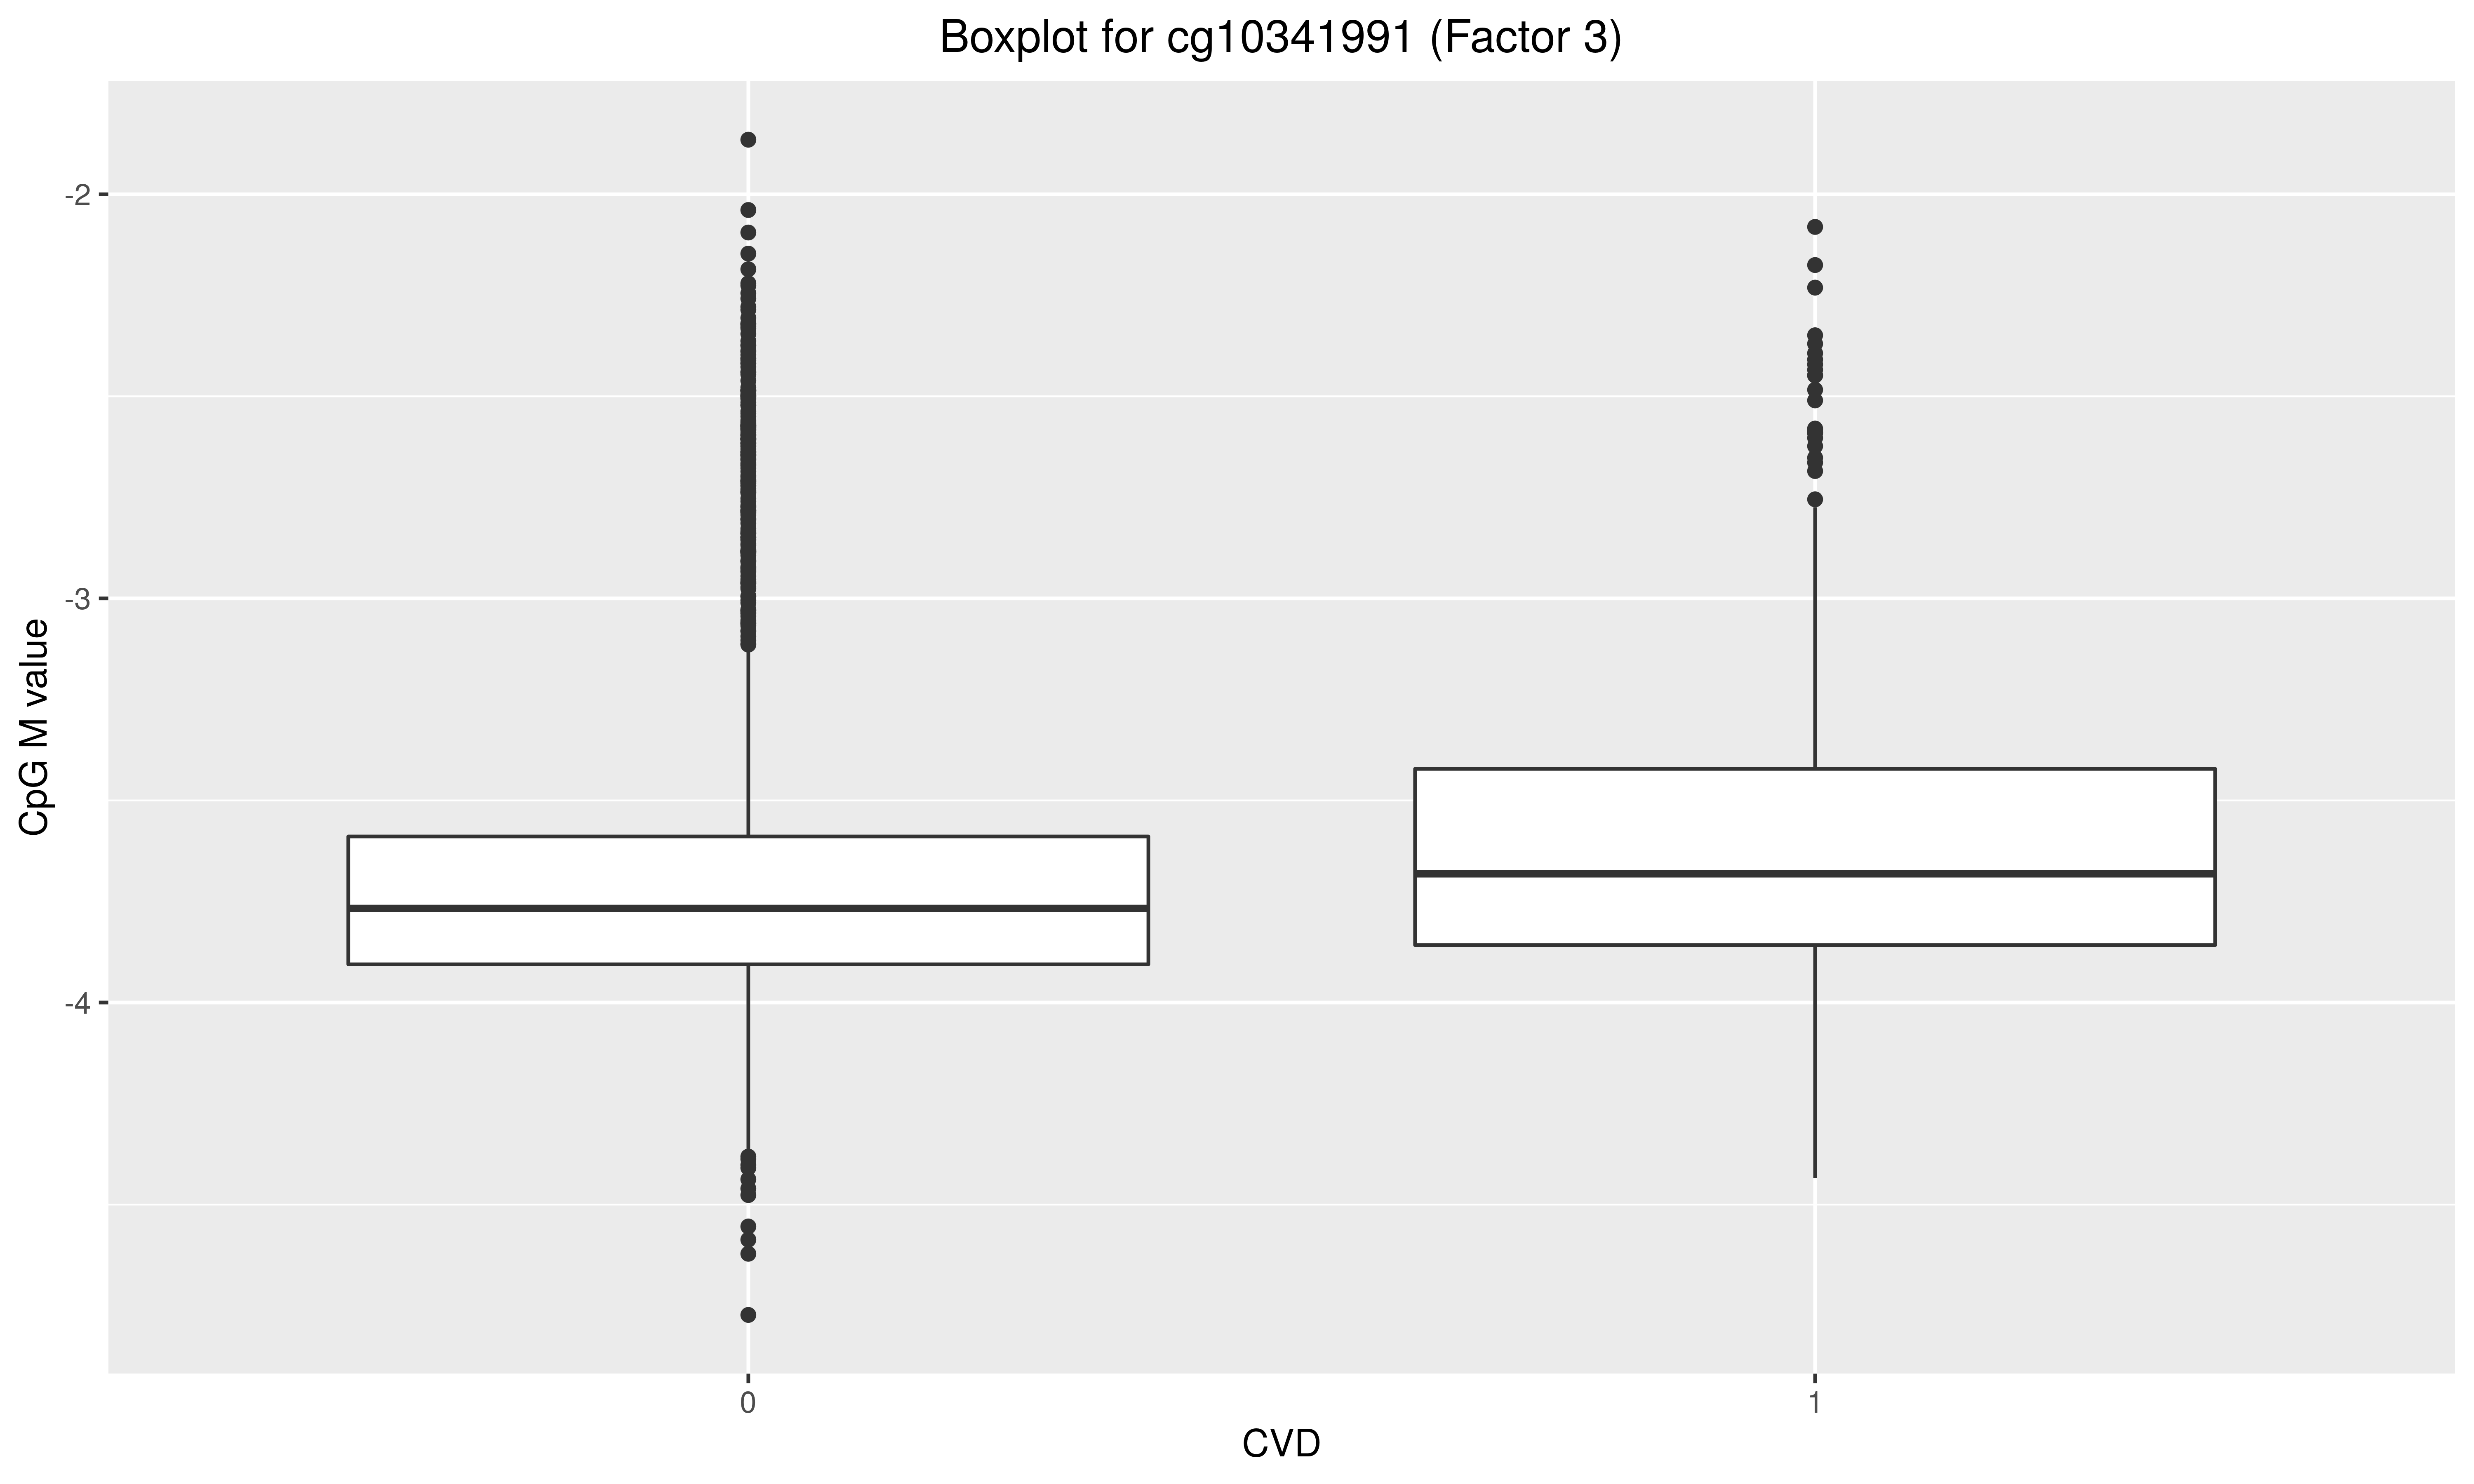 Boxplot for cg10341991 (Factor 3)
CpG M value
-2
-3
-4
0
1
CVD